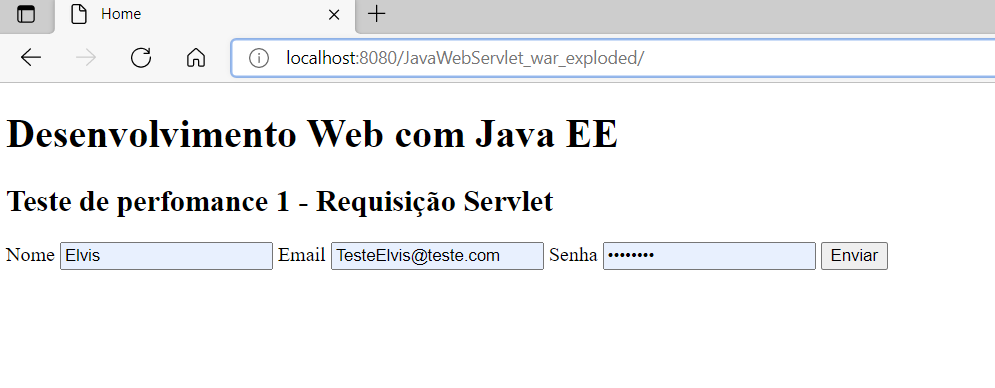 Home
localhost:8080/JavaWebServlet_war_exploded/
Desenvolvimento Web com Java EE
Teste de perfomance 1 - Requisição Servlet
Nome Elvis Email TesteElvis@teste.com Senha •••••••• Enviar